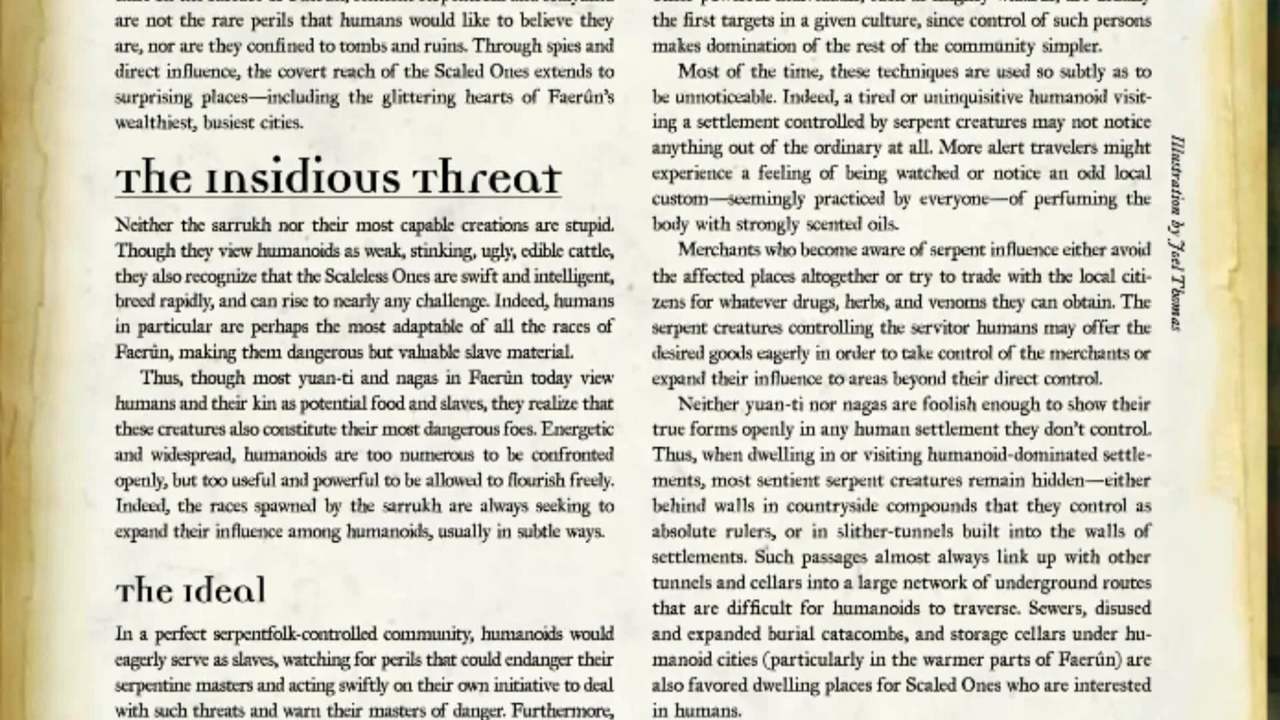 are not the rare perils that humans would like to believe they
are, nor are they confined to tombs and ruins. Through spies and
direct influence, the covert reach of the Scaled Ones extends to
surprising places—including the glittering hearts of Faerûn's
wealthiest, busiest cities.
The Insidious Threat
Neither the sarrukh nor their most capable creations are stupid.
Though they view humanoids as weak, stinking, ugly, edible cattle,
they also recognize that the Scaleless Ones are swift and intelligent,
breed rapidly, and can rise to nearly any challenge. Indeed, humans
in particular are perhaps the most adaptable of all the races of
Faerûn, making them dangerous but valuable slave material.
Thus, though most yuan-ti and nagas in Faerûn today view
humans and their kin as potential food and slaves, they realize that
these creatures also constitute their most dangerous foes. Energetic
and widespread, humanoids are too numerous to be confronted
openly, but too useful and powerful to be allowed to flourish freely.
Indeed, the races spawned by the sarrukh are always seeking to
expand their influence among humanoids, usually in subtle ways.
The Ideal
In a perfect serpentfolk-controlled community, humanoids would
eagerly serve as slaves, watching for perils that could endanger their
serpentine masters and acting swiftly on their own initiative to deal
with such threats and warn their masters of danger. Furthermore,
the first targets in a given culture, since control of such persons
makes domination of the rest of the community simpler.
Most of the time, these techniques are used so subtly as to
be unnoticeable. Indeed, a tired or uninquisitive humanoid visit-
ing a settlement controlled by serpent creatures may not notice
anything out of the ordinary at all. More alert travelers might
experience a feeling of being watched or notice an odd local
custom—seemingly practiced by everyone—of perfuming the
body with strongly scented oils.
Merchants who become aware of serpent influence either avoid
the affected places altogether or try to trade with the local citi-
zens for whatever drugs, herbs, and venoms they can obtain. The
serpent creatures controlling the servitor humans may offer the
desired goods eagerly in order to take control of the merchants or
expand their influence to areas beyond their direct control.
Neither yuan-ti nor nagas are foolish enough to show their
true forms openly in any human settlement they don't control.
Thus, when dwelling in or visiting humanoid-dominated settle-
ments, most sentient serpent creatures remain hidden—either
behind walls in countryside compounds that they control as
absolute rulers, or in slither-tunnels built into the walls of
settlements. Such passages almost always link up with other
tunnels and cellars into a large network of underground routes
that are difficult for humanoids to traverse. Sewers, disused
and expanded burial catacombs, and storage cellars under hu-
manoid cities (particularly in the warmer parts of Faerûn) are
also favored dwelling places for Scaled Ones who are interested
in humans.
Illustration by Joel Thomas